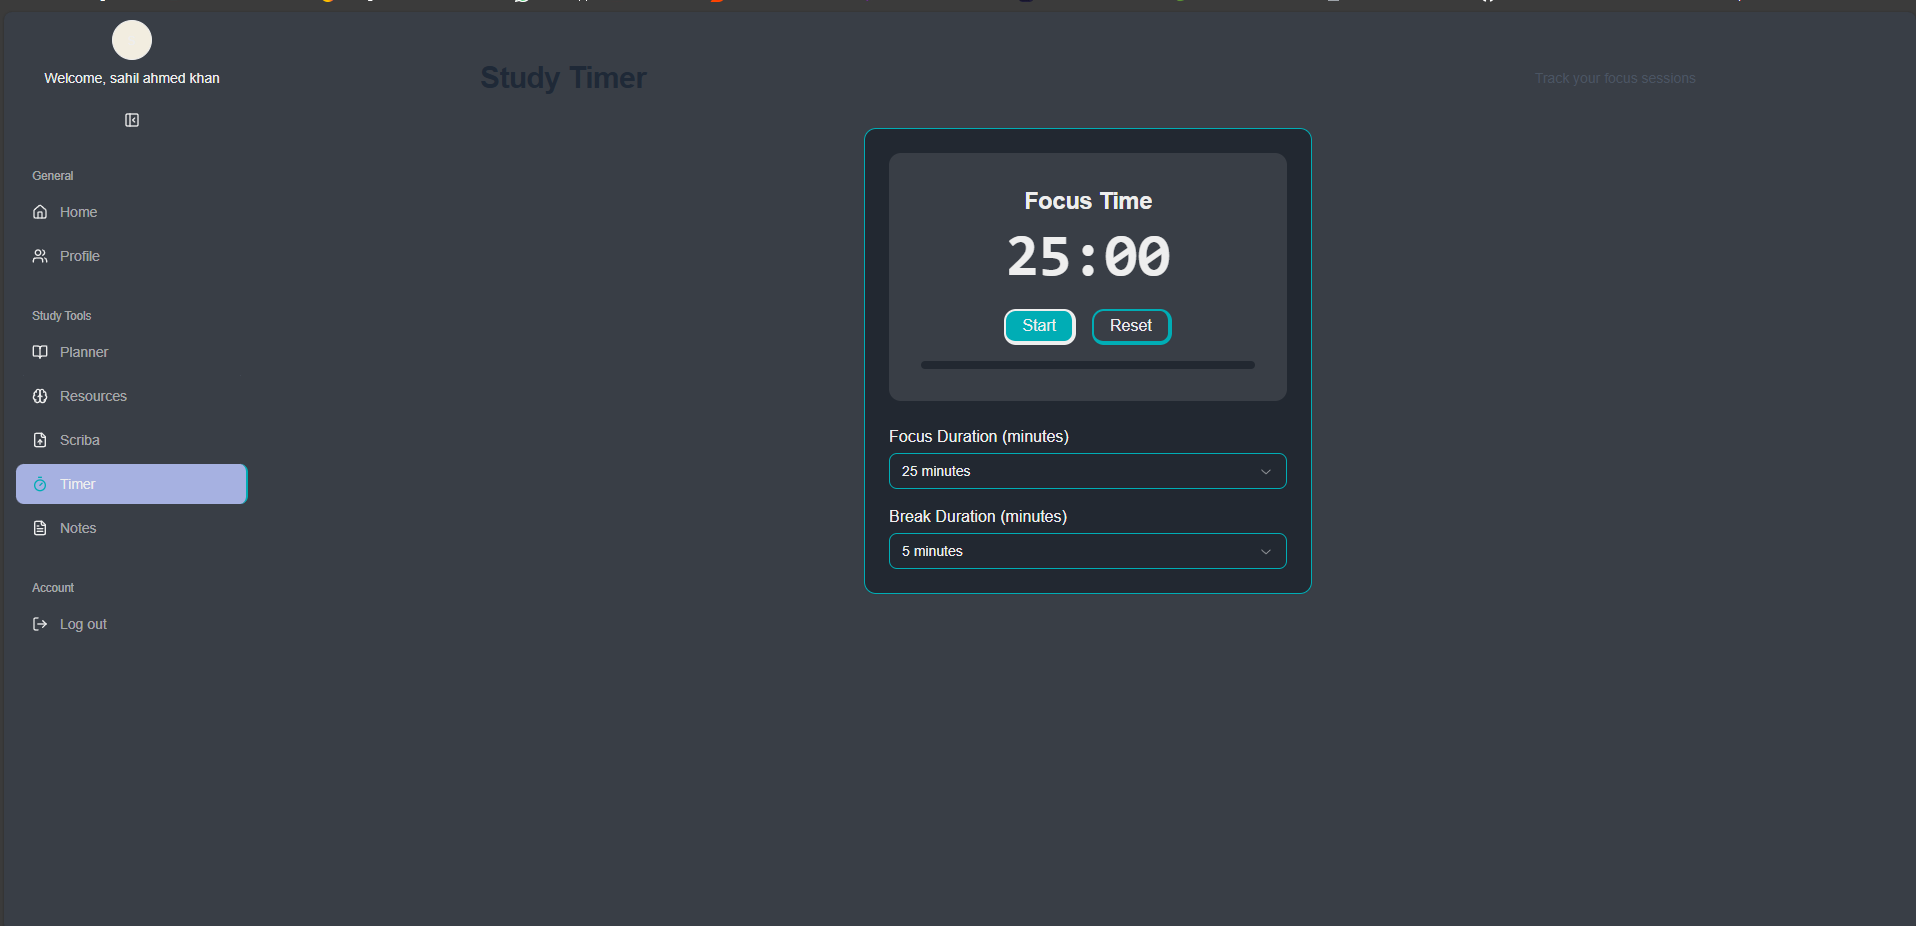 Welcome, sahil ahmed khan
General
Home
Profile
Study Tools
Planner
Resources
Scriba
Timer
Notes
Account
Log out
Study Timer
Track your focus sessions
Focus Time
25:00
Start
Reset
Focus Duration (minutes)
25 minutes
Break Duration (minutes)
5 minutes